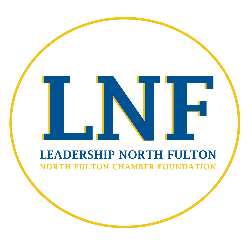 LNF
LEADERSHIP NORTH FULTON
NORTH FULTON CHAMBER FOUNDATION